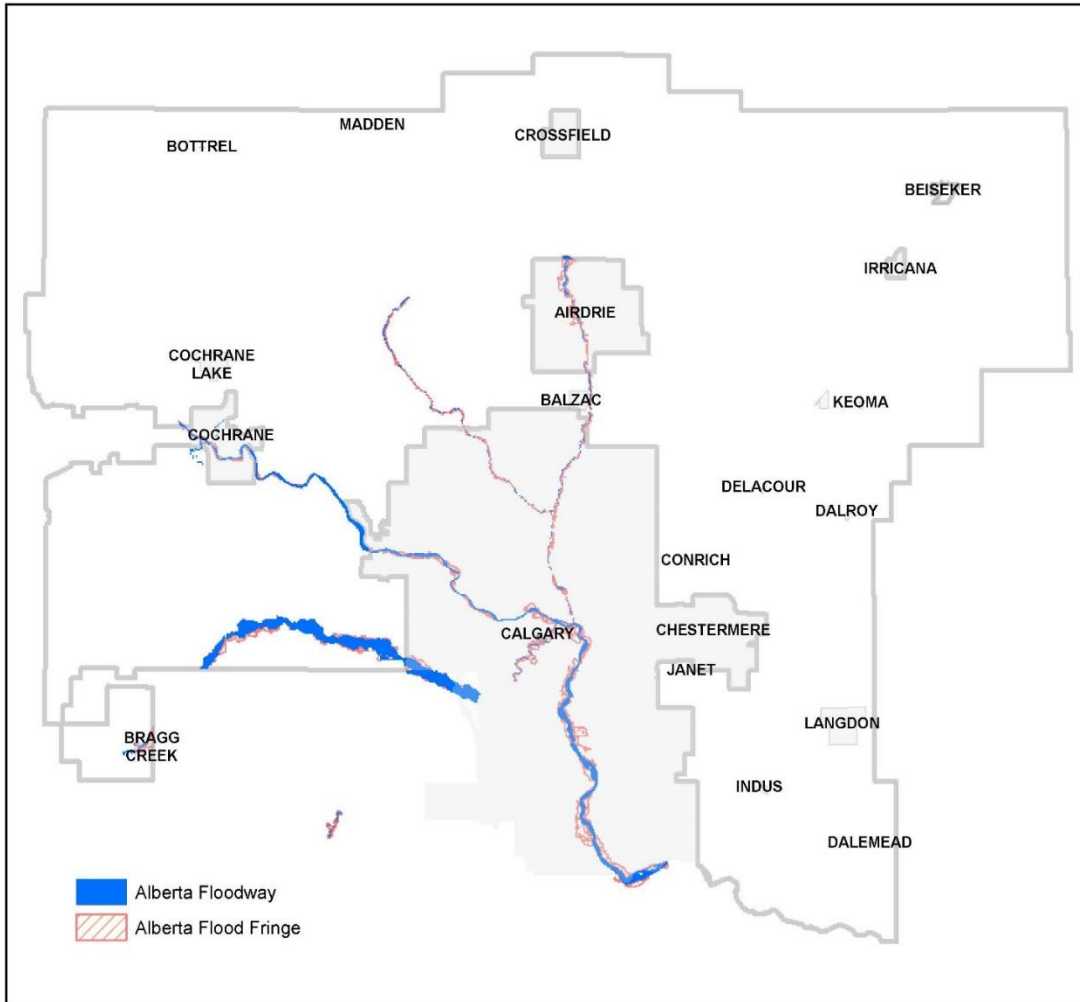 MADDEN
CROSSFIELD
BOTTREL
BEISEKER
IRRICANA
AIRDRIE
COCHRANE
LAKE
BALZAC
KEOMA
COCHRANE
DELACOUR
DALROY
CONRICH
CALGARY
CHESTERMERE
JANET
LANGDON
BRAGG
CREEK
INDUS
DALEMEAD
Alberta Floodway
Alberta Flood Fringe